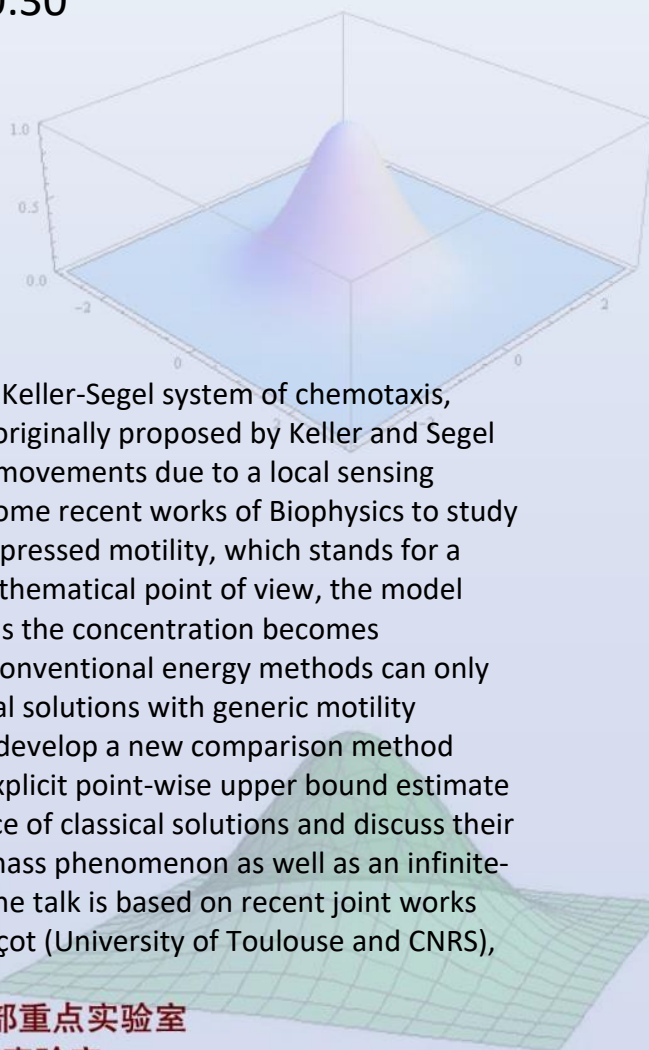 .30
1.0
0.5
0.0
-2
2
0
0
Keller-Segel system of chemotaxis,
originally proposed by Keller and Segel
movements due to a local sensing
ome recent works of Biophysics to study
pressed motility, which stands for a
thematical point of view, the model
s the concentration becomes
onventional energy methods can only
al solutions with generic motility
develop a new comparison method
xplicit point-wise upper bound estimate
ce of classical solutions and discuss their
mass phenomenon as well as an infinite-
he talk is based on recent joint works
çot (University of Toulouse and CNRS),
部重点实验室